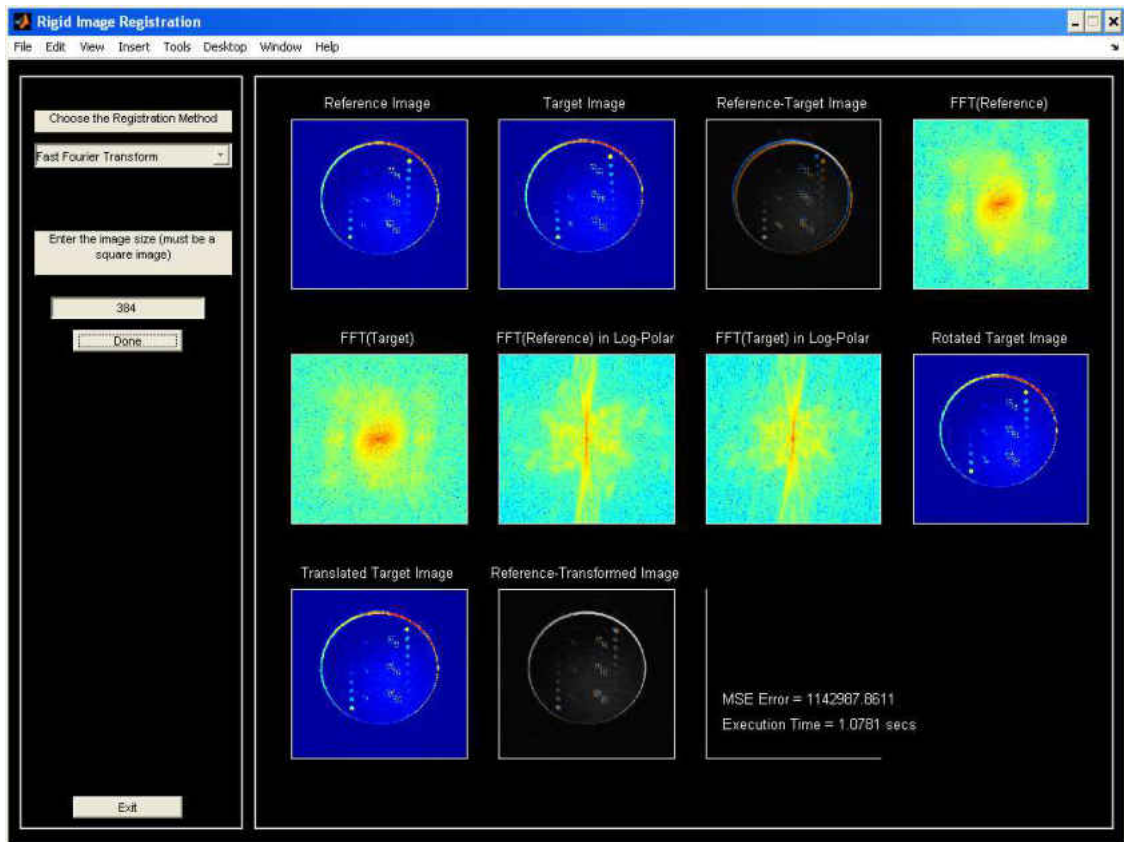 Rigid Image Registration
File Edit View Insert Tools Desktop Window Help
Choose the Registration Method
Fast Fourier Transform
Enter the image size (must be a
square image)
384
Done
Exit
Reference Image
Target Image
Reference-Target Image
FFT(Reference)
FFT(Target)
FFT(Reference) in Log-Polar
FFT(Target) in Log-Polar
Rotated Target Image
Translated Target Image
Reference-Transformed Image
MSE Error = 1142987.8611
Execution Time = 1.0781 secs